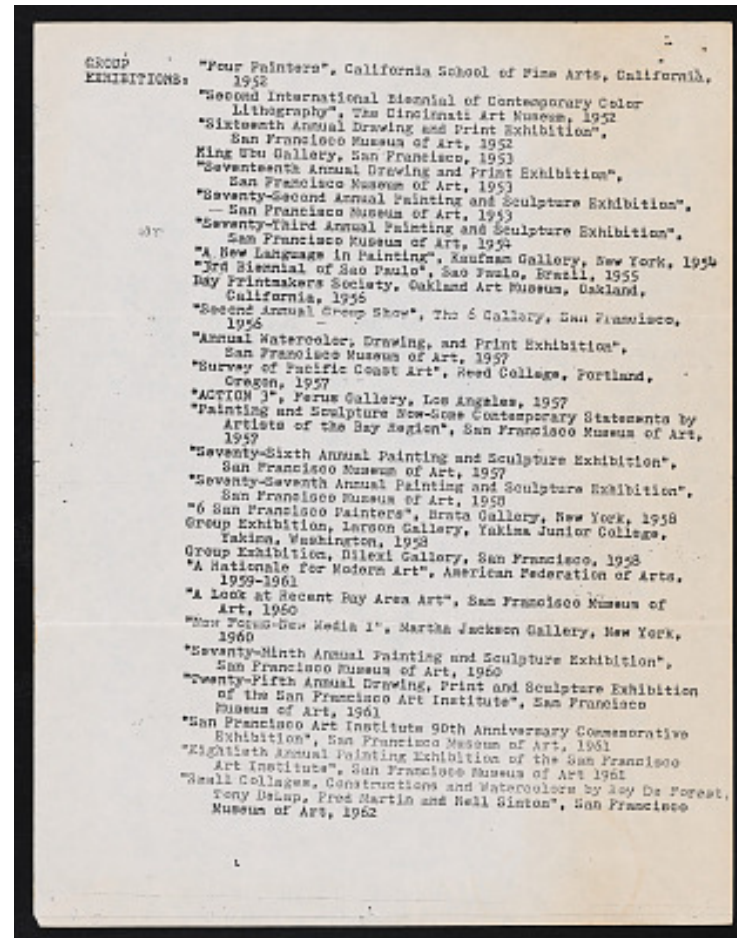 GROUP
EXHIBITIONS:
"Four Painters", California School of Fine Arts, California,
1952
"Second International Biennial of Contemporary Color
Lithography", The Cincinnati Art Museum, 1952
"Sixteenth Annual Drawing and Print Exhibition",
San Francisco Museum of Art, 1952
King Ubu Gallery, San Francisco, 1953
"Seventeenth Annual Drawing and Print Exhibition",
San Francisco Museum of Art, 1953
"Seventy-Second Annual Painting and Sculpture Exhibition",
San Francisco Museum of Art, 1953
"Seventy-Third Annual Painting and Sculpture Exhibition",
San Francisco Museum of Art, 1954
"A New Language in Painting", Kaufman Gallery, New York, 1954
"3rd Biennial of Sao Paulo", Sao Paulo, Brazil, 1955
Bay Printmakers Society, Oakland Art Museum, Oakland,
California, 1956
"Second Annual Group Show", The 6 Gallery, San Francisco,
1956
"Annual Watercolor, Drawing, and Print Exhibition",
San Francisco Museum of Art, 1957
"Survey of Pacific Coast Art", Reed College, Portland,
Oregon, 1957
"ACTION 3", Ferus Gallery, Los Angeles, 1957
"Painting and Sculpture Now-Some Contemporary Statements by
Artists of the Bay Region", San Francisco Museum of Art,
1957
"Seventy-Sixth Annual Painting and Sculpture Exhibition",
San Francisco Museum of Art, 1957
"Seventy-Seventh Annual Painting and Sculpture Exhibition",
San Francisco Museum of Art, 1958
"6 San Francisco Painters", Brata Gallery, New York, 1958
Group Exhibition, Larson Gallery, Yakima Junior College,
Yakima, Washington, 1958
Group Exhibition, Dilexi Gallery, San Francisco, 1958
"A Rationale for Modern Art", American Federation of Arts,
1959-1961
"A Look at Recent Bay Area Art", San Francisco Museum of
Art, 1960
"New Forms-New Media I", Martha Jackson Gallery, New York,
1960
"Seventy-Ninth Annual Painting and Sculpture Exhibition",
San Francisco Museum of Art, 1960
"Twenty-Fifth Annual Drawing, Print and Sculpture Exhibition
of the San Francisco Art Institute", San Francisco
Museum of Art, 1961
"San Francisco Art Institute 90th Anniversary Commemorative
Exhibition", San Francisco Museum of Art, 1961
"Eightieth Annual Painting Exhibition of the San Francisco
Art Institute", San Francisco Museum of Art 1961
"Small Collages, Constructions and Watercolors by Roy De Forest,
Tony DeLap, Fred Martin and Nell Sinton", San Francisco
Museum of Art, 1962